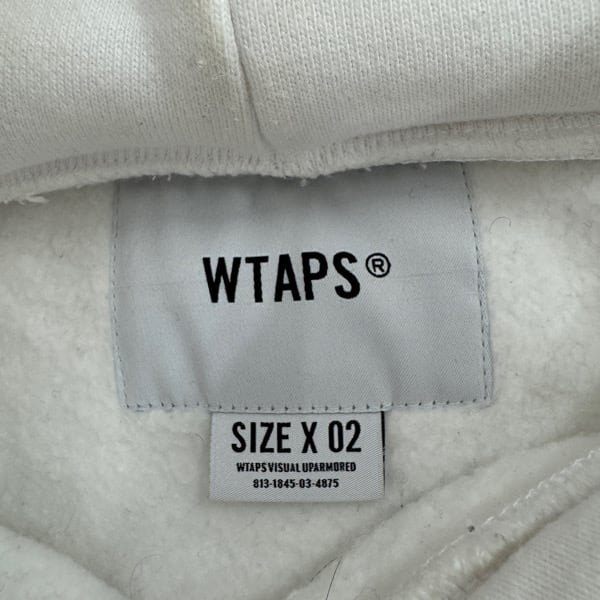 WTAPS®
SIZE X 02
WTAPS VISUAL UPARMORED
813-1845-03-4875